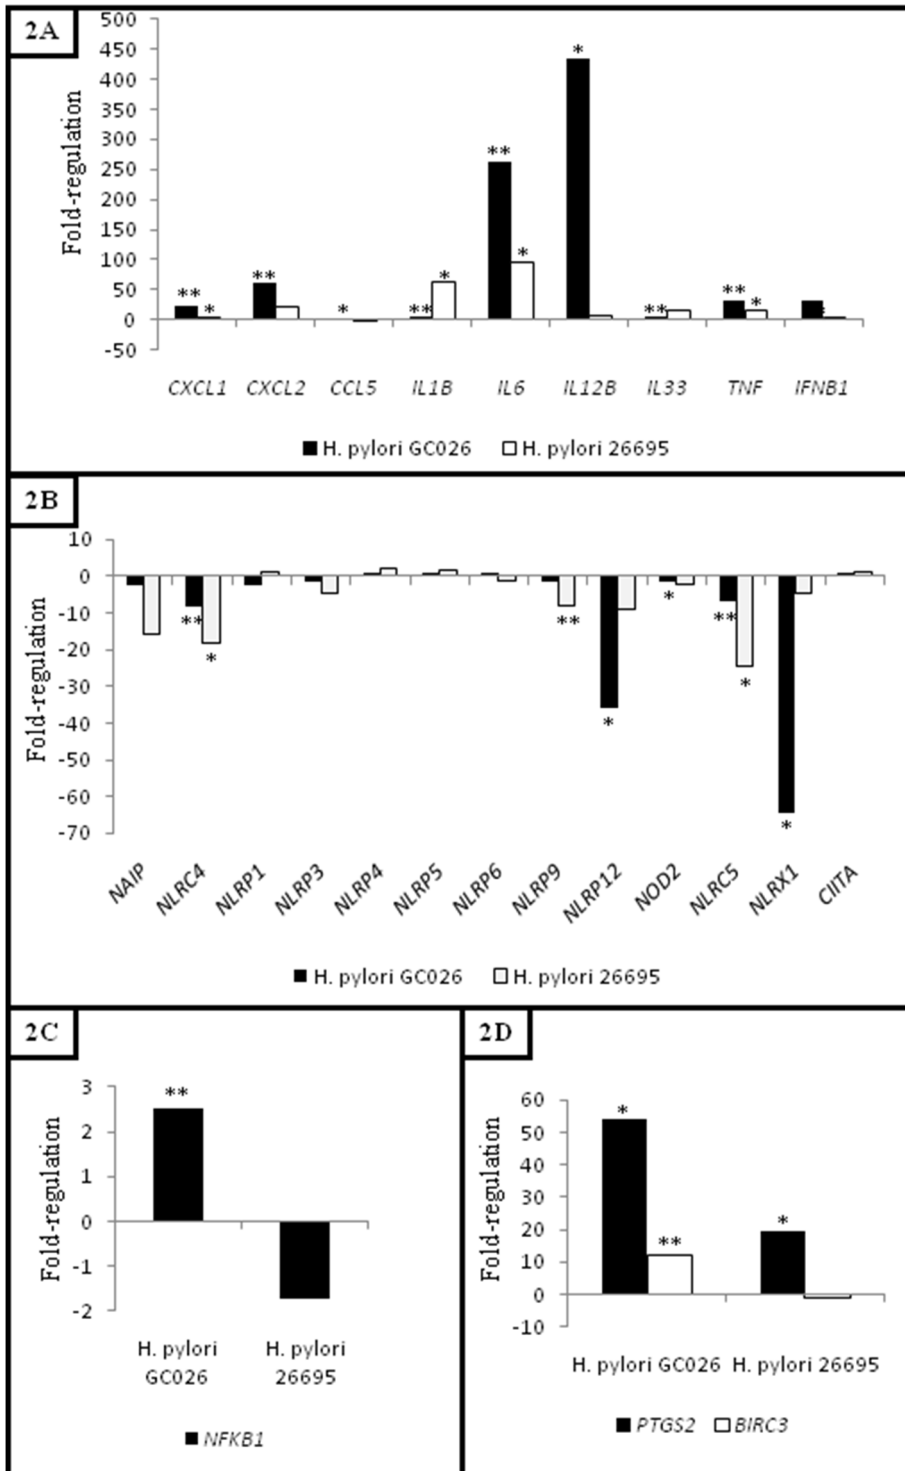 2A
Fold-regulation
500
450
400
350
300
250
200
150
100
50
0
-50
** * ** * ** * ** * * ** ** *
CXCL1 CXCL2 CCL5 IL1B IL6 IL12B IL33 TNF IFNB1
H. pylori GC026 H. pylori 26695
2B
Fold-regulation
10
0
-10
-20
-30
-40
-50
-60
-70
** * ** * * ** * *
NAIP NLRC4 NLRP1 NLRP3 NLRP4 NLRP5 NLRP6 NLRP9 NLRP12 NOD2 NLRC5 NLRX1 CIITA
H. pylori GC026 H. pylori 26695
2C
Fold-regulation
3
2
1
0
-1
-2
**
H. pylori GC026 H. pylori 26695
NFKB1
2D
Fold-regulation
60
50
40
30
20
10
0
-10
* ** *
H. pylori GC026 H. pylori 26695
PTGS2 BIRC3